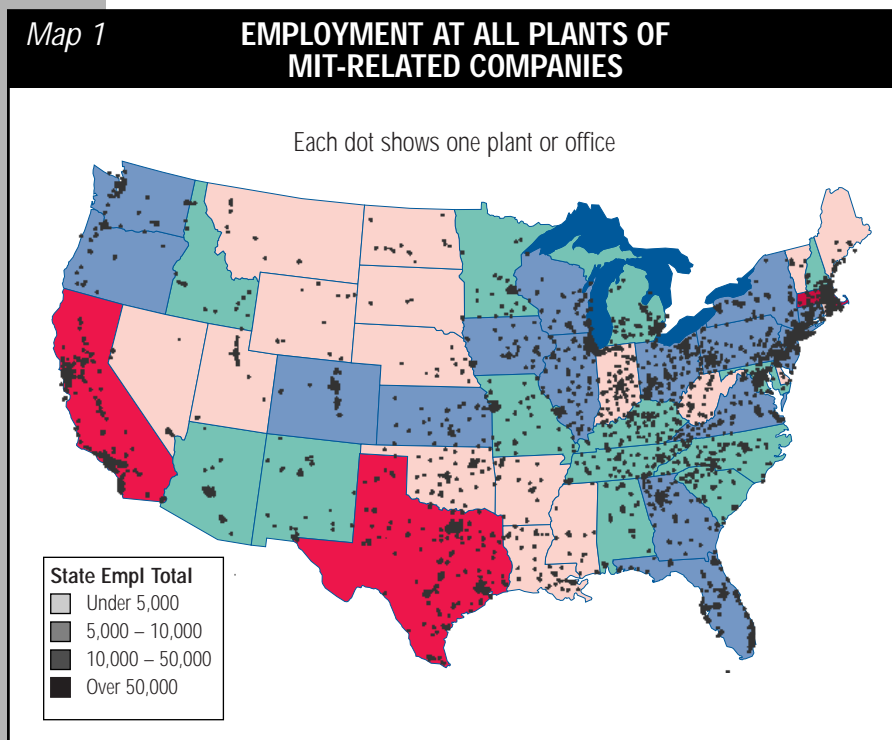 Map 1
EMPLOYMENT AT ALL PLANTS OF
MIT-RELATED COMPANIES
Each dot shows one plant or office
State Empl Total
Under 5,000
5,000 – 10,000
10,000 – 50,000
Over 50,000